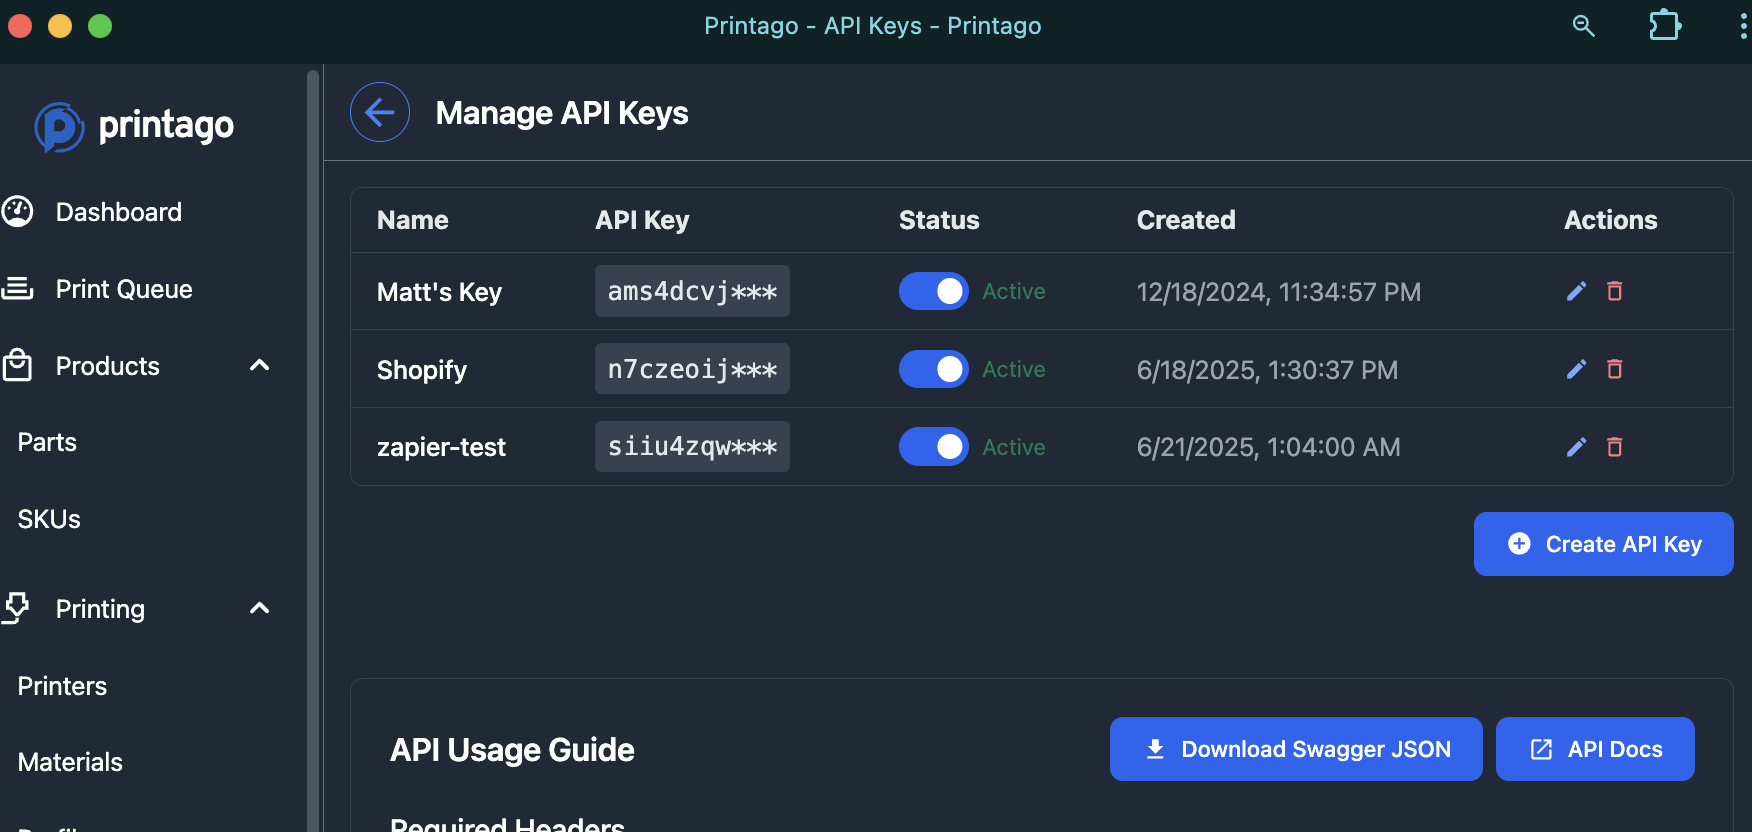 Printago - API Keys - Printago
printago
Dashboard
Print Queue
Products
Parts
SKUs
Printing
Printers
Materials
Manage API Keys
Name API Key Status Created Actions
Matt's Key ams4dcvj*** Active 12/18/2024, 11:34:57 PM
Shopify n7czeoij*** Active 6/18/2025, 1:30:37 PM
zapier-test siiu4zqw*** Active 6/21/2025, 1:04:00 AM
Create API Key
API Usage Guide
Download Swagger JSON
API Docs
Required Headers